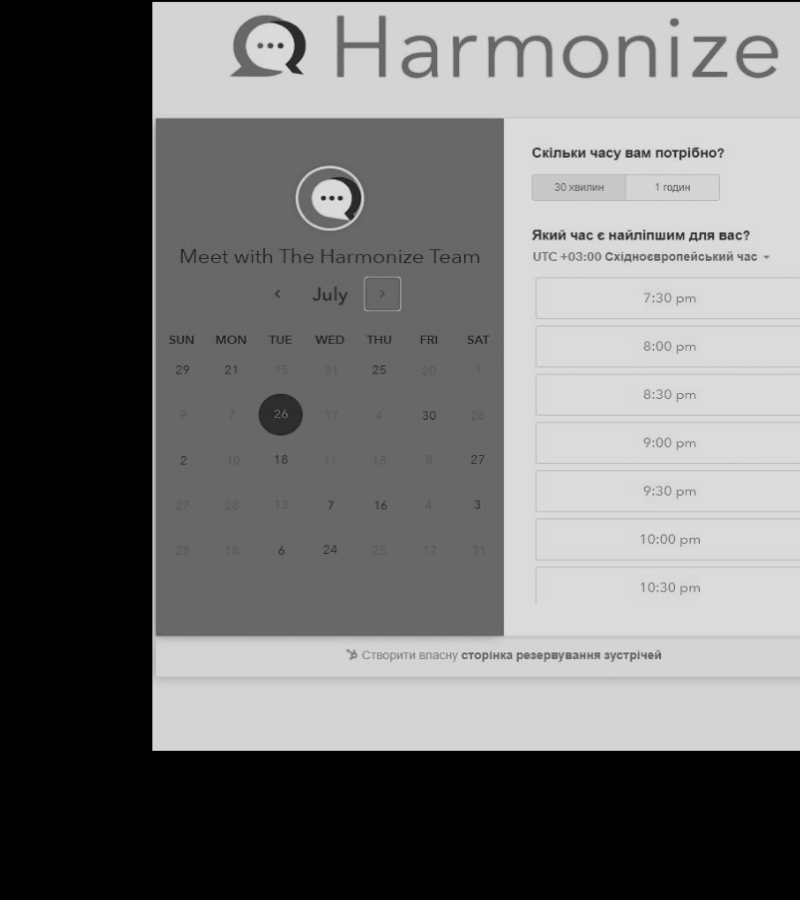 Harmonize
Meet with The Harmonize Team
July
SUN MON TUE WED THU FRI SAT
29 21 15 31 25 20 1
9 7 26 17 4 30 28
2 10 18 11 13 8 27
27 26 13 7 16 4 3
28 18 6 24 25 17 31
Скільки часу вам потрібно?
30 хвилин 1 годин
Який час є найліпшим для вас?
UTC +03:00 Східноєвропейський час
7:30 pm
8:00 pm
8:30 pm
9:00 pm
9:30 pm
10:00 pm
10:30 pm
Створити власну сторінка резервування зустрічей